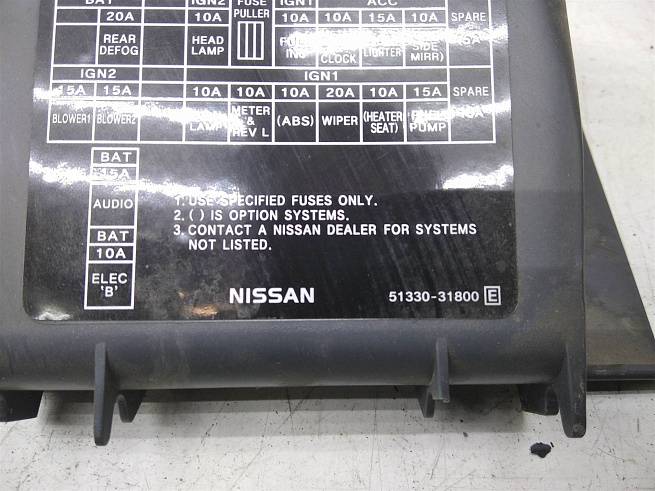 BAT IGN2 FUSE PULLER IGN1 ACC
20A 10A 10A 10A 15A 10A SPARE
REAR DEFOG HEAD LAMP CLOCK LIGHTER SIDE MIRR)
IGN2 IGN1
15A 15A 10A 10A 10A 20A 10A 15A SPARE
BLOWER1 BLOWER2 LAMP METER & REV L (ABS) WIPER (HEATER SEAT) PUMP
BAT
15A
AUDIO
BAT
10A
ELEC
'B'
1. USE SPECIFIED FUSES ONLY.
2. ( ) IS OPTION SYSTEMS.
3. CONTACT A NISSAN DEALER FOR SYSTEMS
NOT LISTED.
NISSAN
51330-31800 E